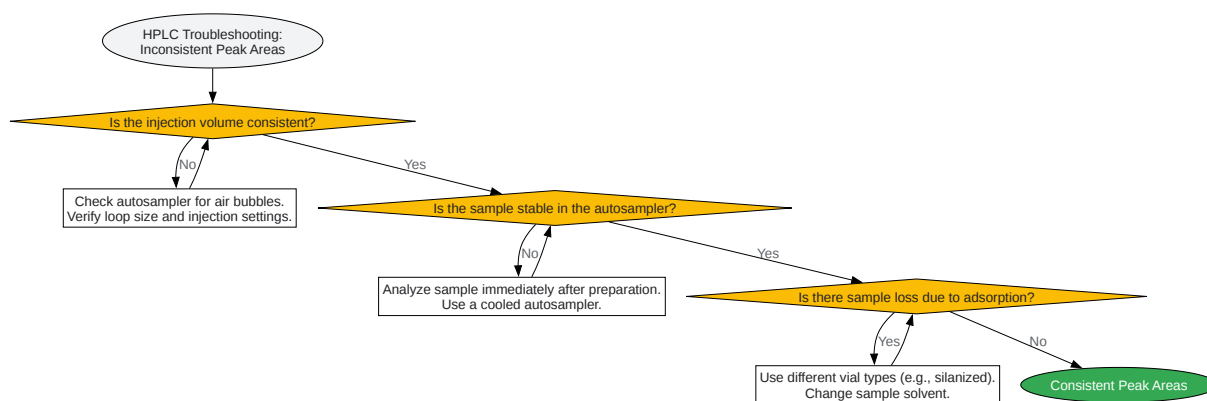 HPLC Troubleshooting:
Inconsistent Peak Areas
Is the injection volume consistent?
No
Yes
Check autosampler for air bubbles.
Verify loop size and injection settings.
Is the sample stable in the autosampler?
No
Yes
Analyze sample immediately after preparation.
Use a cooled autosampler.
Is there sample loss due to adsorption?
Yes
No
Use different vial types (e.g., silanized).
Change sample solvent.
Consistent Peak Areas